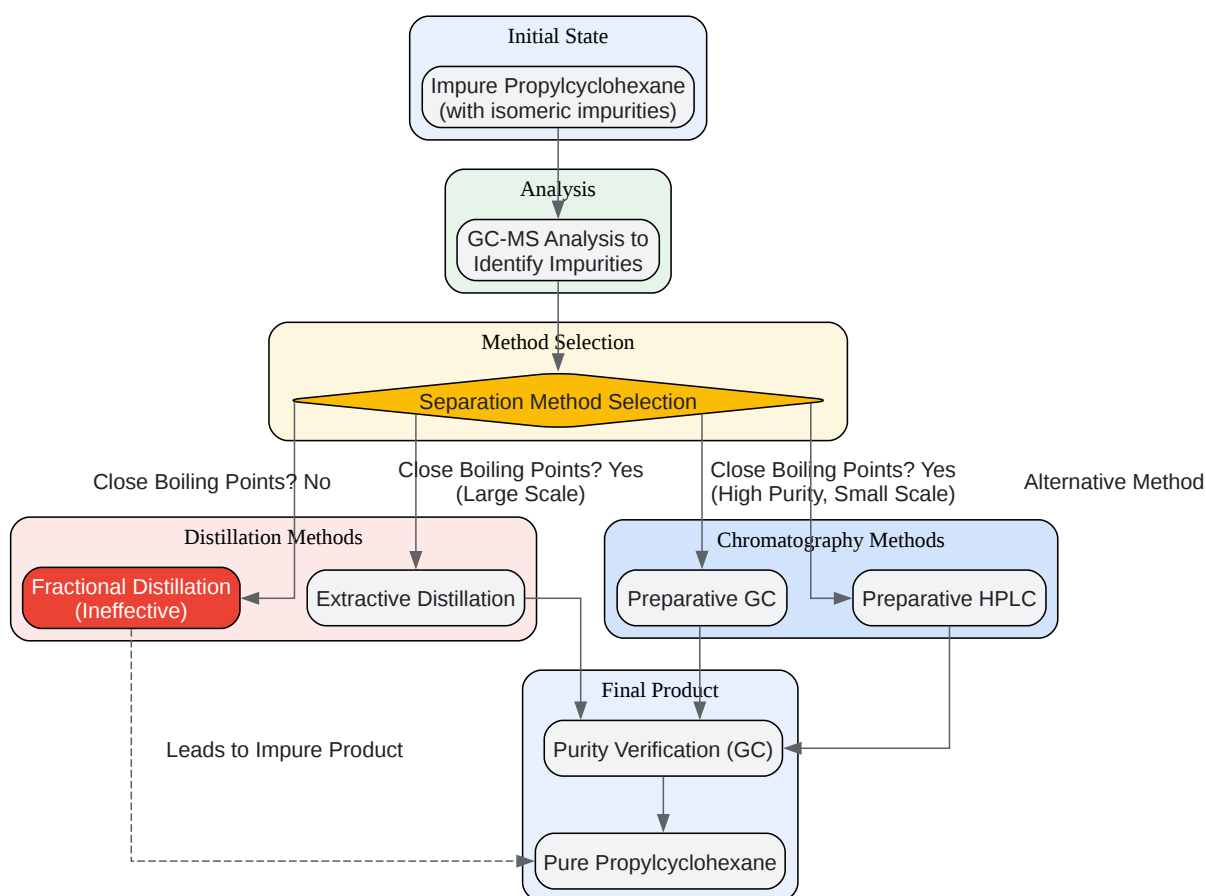 Initial State
Impure Propylcyclohexane
(with isomeric impurities)
Analysis
GC-MS Analysis to
Identify Impurities
Method Selection
Separation Method Selection
Close Boiling Points? No
Close Boiling Points? Yes
(Large Scale)
Close Boiling Points? Yes
(High Purity, Small Scale)
Alternative Method
Distillation Methods
Fractional Distillation
(Ineffective)
Extractive Distillation
Chromatography Methods
Preparative GC
Preparative HPLC
Leads to Impure Product
Final Product
Purity Verification (GC)
Pure Propylcyclohexane